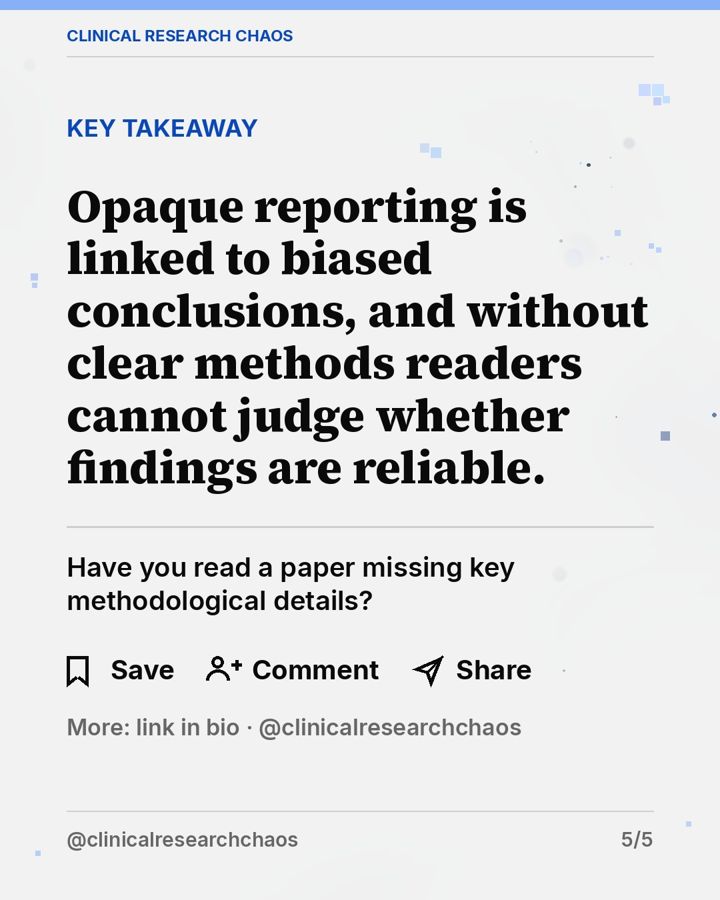 CLINICAL RESEARCH CHAOS
KEY TAKEAWAY
Opaque reporting is
linked to biased
conclusions, and without
clear methods readers
cannot judge whether
findings are reliable.
Have you read a paper missing key
methodological details?
Save Comment Share
More: link in bio · @clinicalresearchchaos
@clinicalresearchchaos 5/5